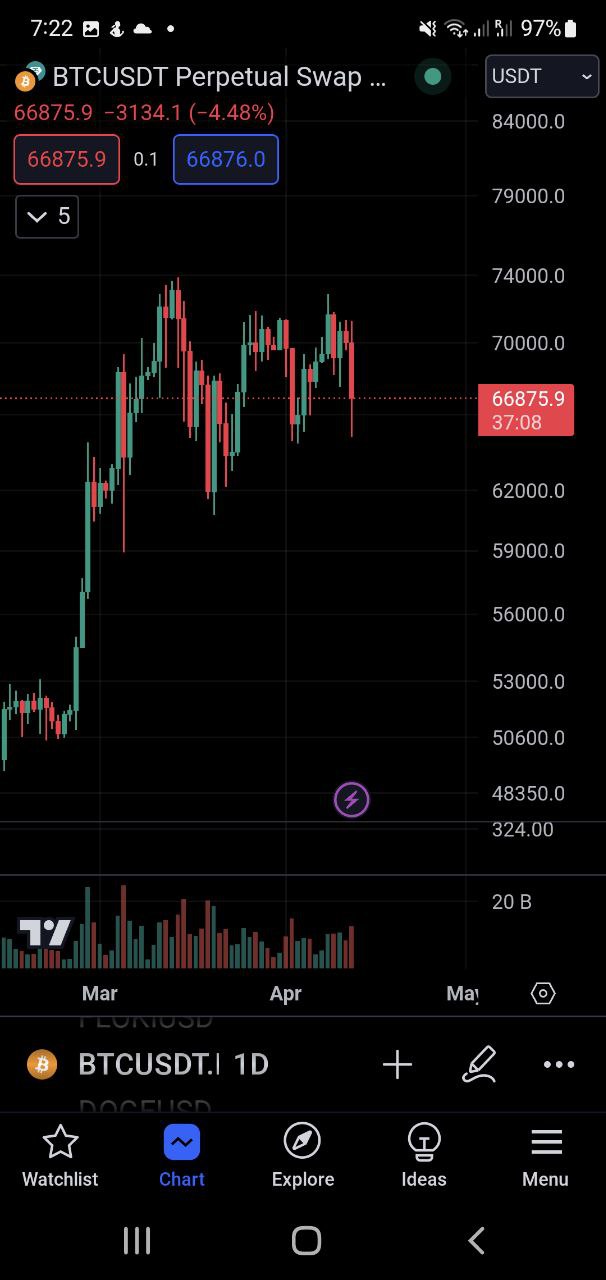 7:22
R
97%
BTCUSDT Perpetual Swap ...
USDT
66875.9 −3134.1 (−4.48%)
66875.9
0.1
66876.0
5
84000.0
79000.0
74000.0
70000.0
66875.9
37:08
62000.0
59000.0
56000.0
53000.0
50600.0
48350.0
324.00
20 B
Mar
Apr
May
BTCUSDT.I 1D
DOGEUSD
Watchlist
Chart
Explore
Ideas
Menu